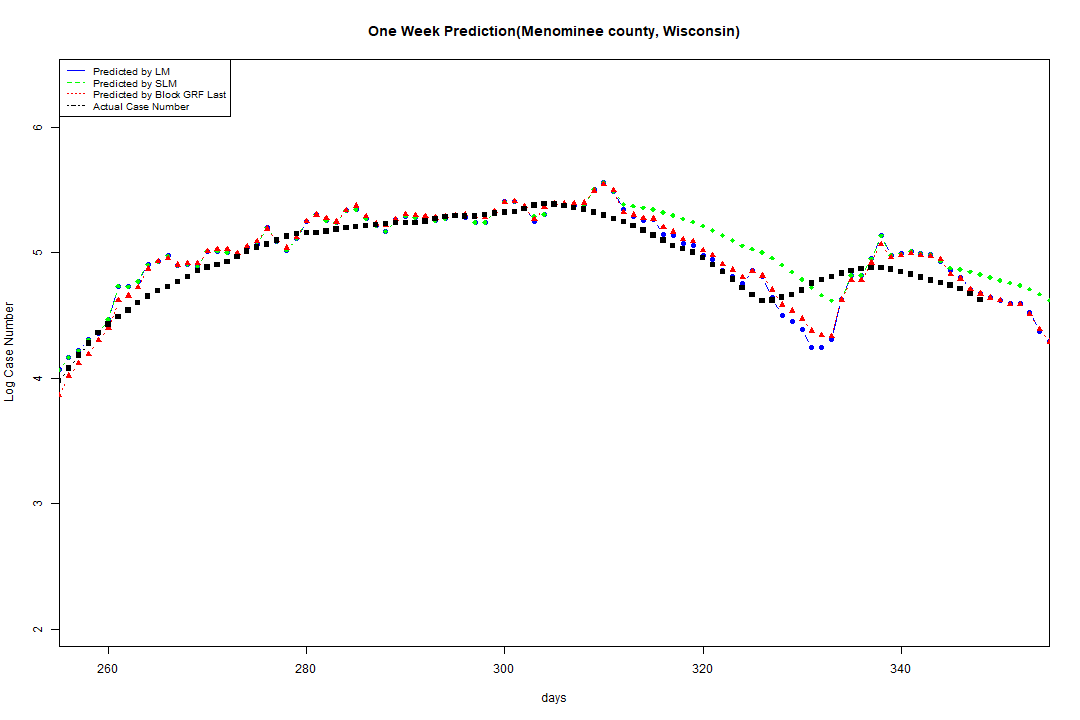 One Week Prediction(Menominee county, Wisconsin)
Predicted by LM
Predicted by SLM
Predicted by Block GRF Last
Actual Case Number
6
5
4
3
2
Log Case Number
260 280 300 320 340
days